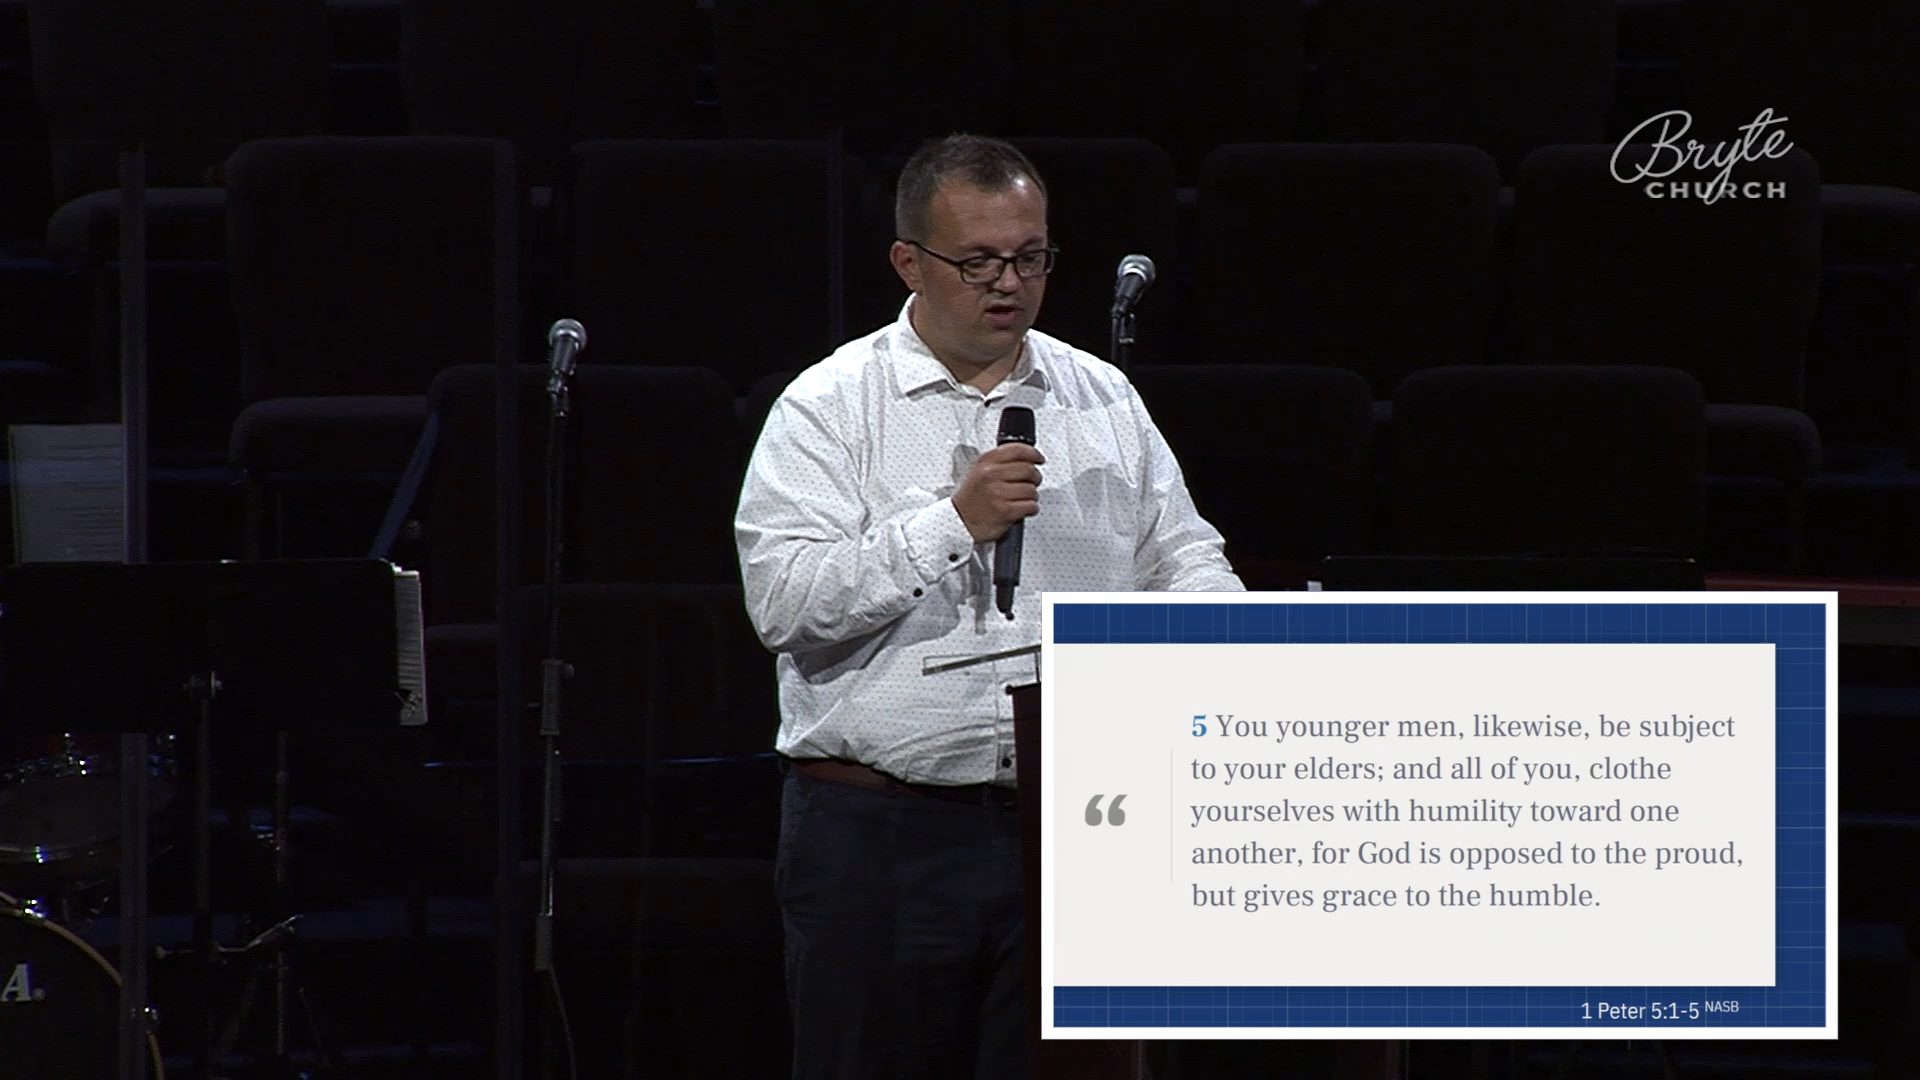 Bryte
CHURCH
5 You younger men, likewise, be subject
to your elders; and all of you, clothe
yourselves with humility toward one
another, for God is opposed to the proud,
but gives grace to the humble.
1 Peter 5:1-5 NASB
A.